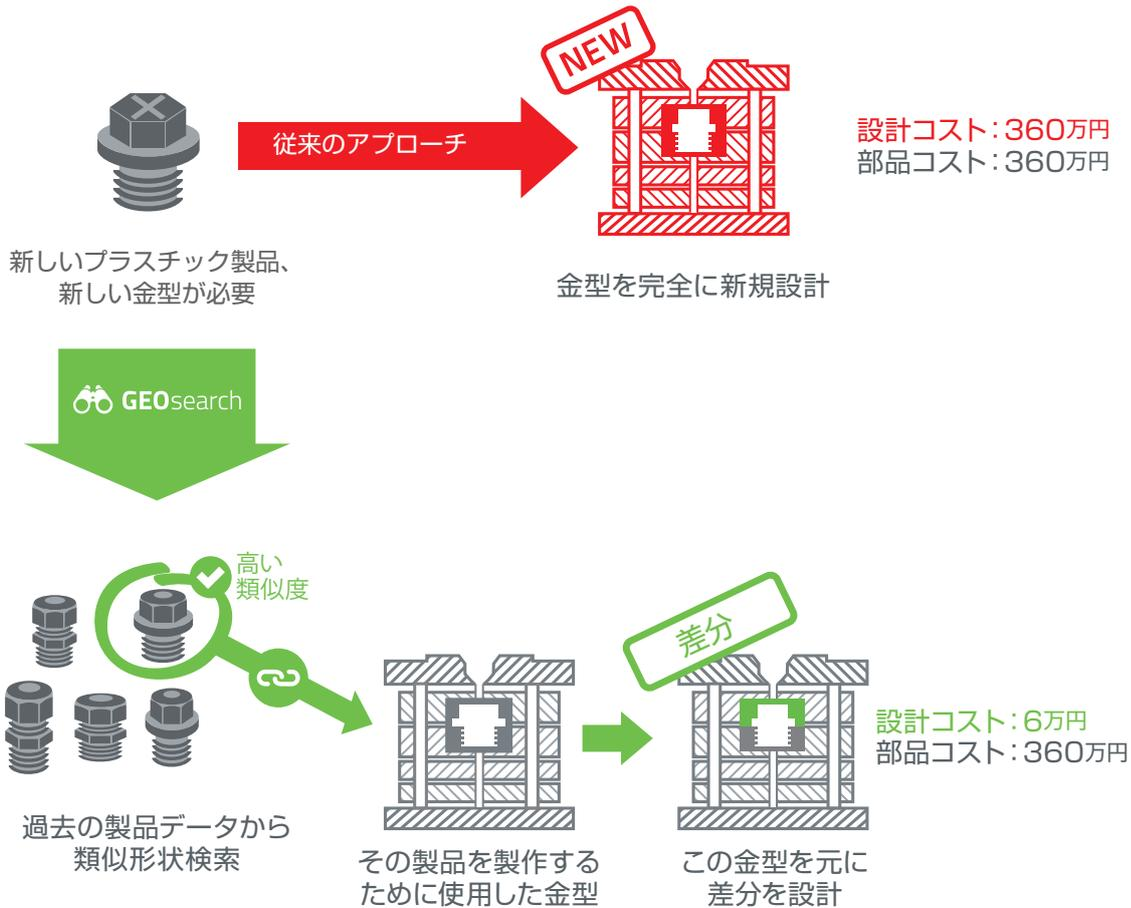 NEW
従来のアプローチ
設計コスト:360万円
部品コスト:360万円
新しいプラスチック製品、
新しい金型が必要
金型を完全に新規設計
GEOsearch
高い
類似度
差分
設計コスト:6万円
部品コスト:360万円
過去の製品データから
類似形状検索
その製品を製作する
ために使用した金型
この金型を元に
差分を設計